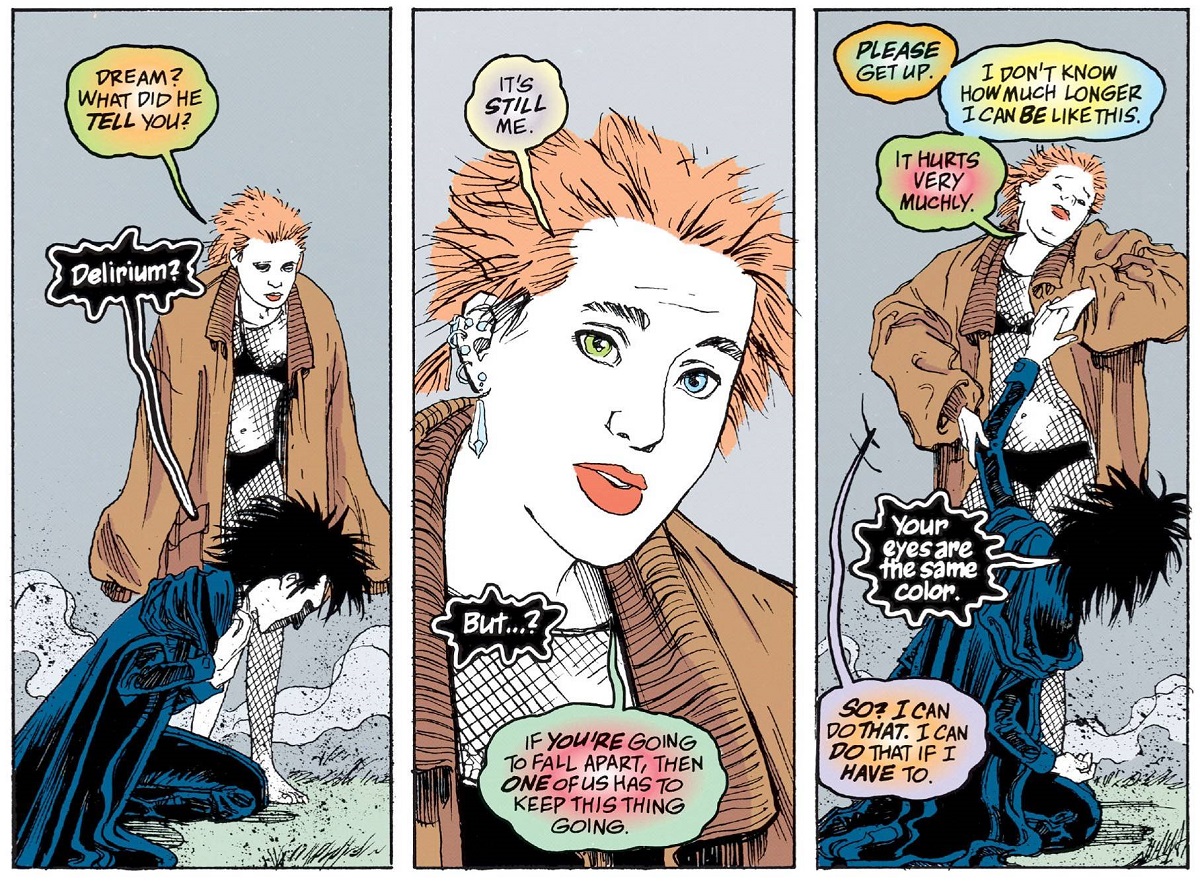 DREAM?
WHAT DID HE
TELL YOU?
Delirium?
IT'S
STILL
ME.
But...?
IF YOU'RE GOING
TO FALL APART, THEN
ONE OF US HAS TO
KEEP THIS THING
GOING.
PLEASE
GET UP.
I DON'T KNOW
HOW MUCH LONGER
I CAN BE LIKE THIS.
IT HURTS
VERY
MUCHLY.
Your
eyes are
the same
color.
SO? I CAN
DO THAT. I CAN
DO THAT IF I
HAVE TO.